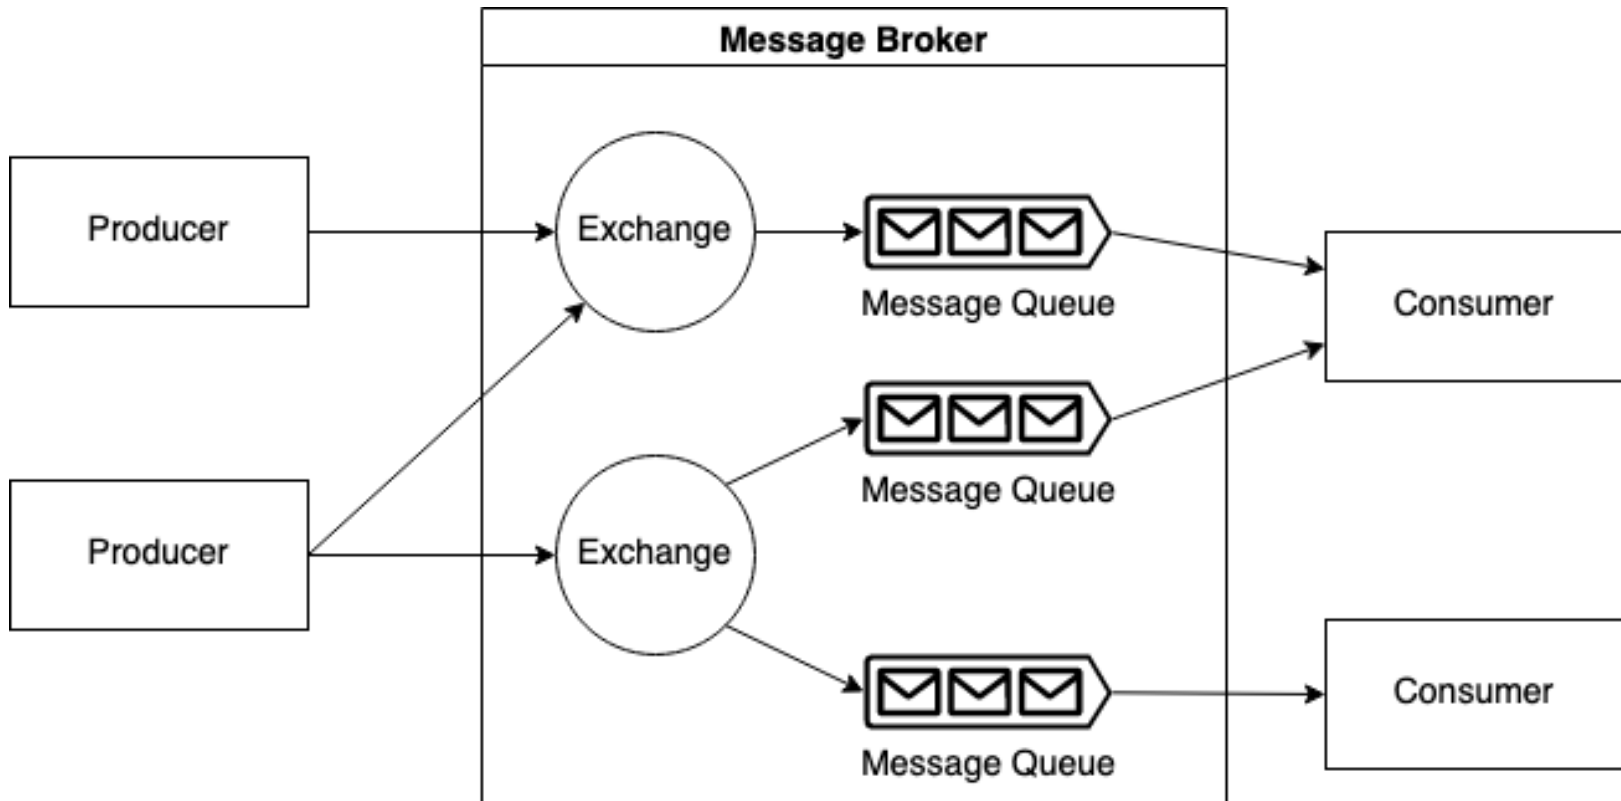 Message Broker
Producer
Exchange
Message Queue
Consumer
Message Queue
Producer
Exchange
Consumer
Message Queue